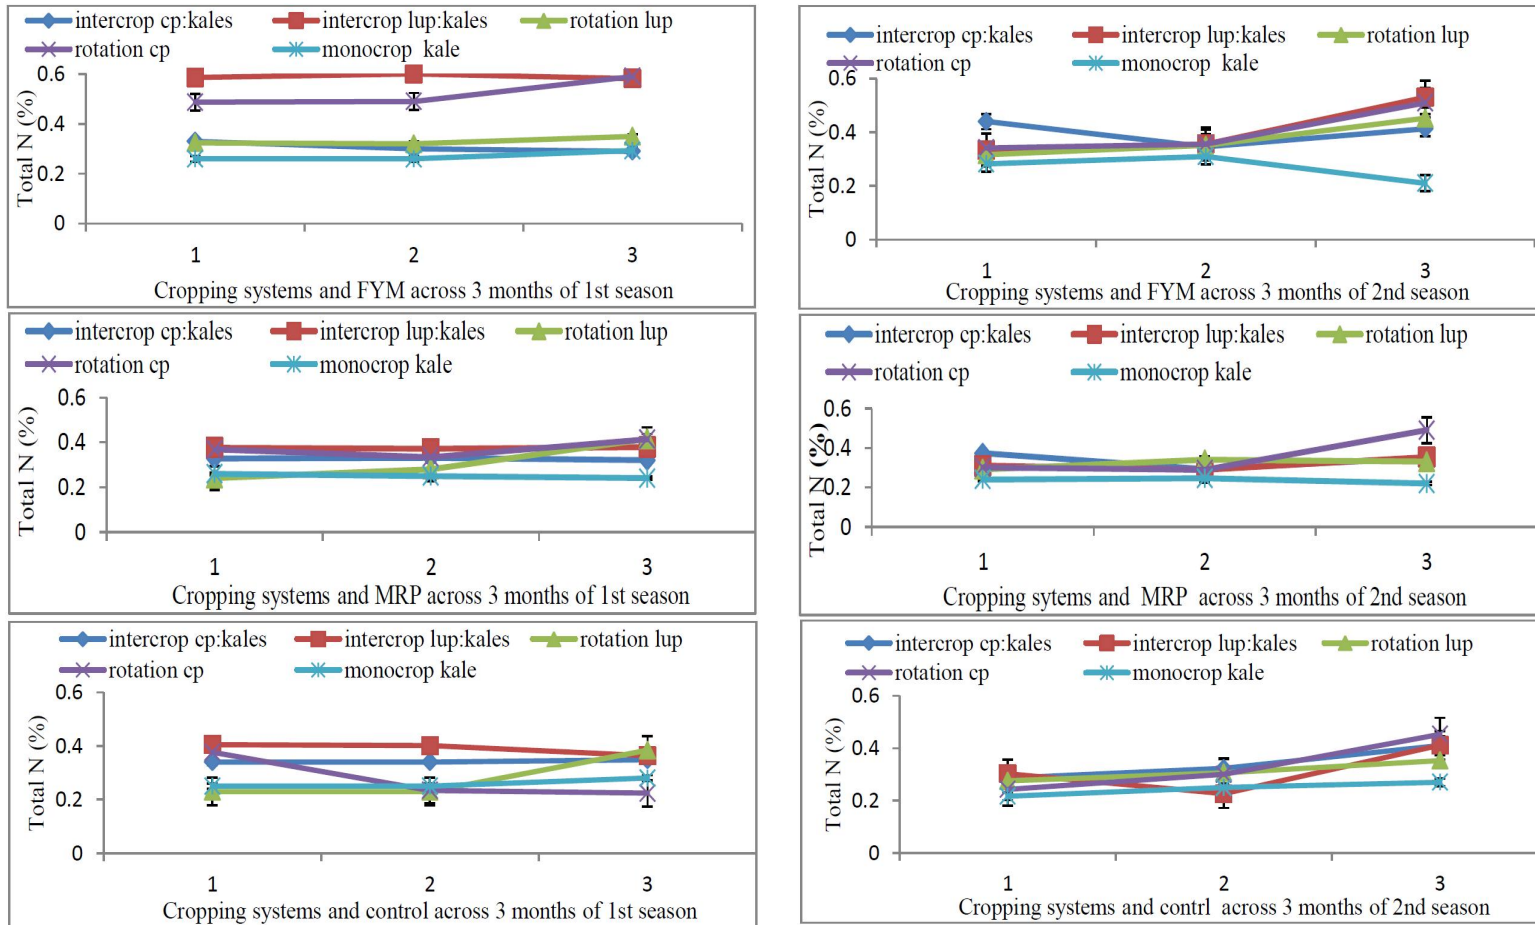 intercrop cp:kales intercrop lup:kales rotation lup
rotation cp monocrop kale
0.6
0.4
0.2
0
Total N (%)
1 2 3
Cropping systems and FYM across 3 months of 1st season
intercrop cp:kales intercrop lup:kales rotation lup
rotation cp monocrop kale
0.6
0.4
0.2
0
Total N (%)
1 2 3
Cropping systems and FYM across 3 months of 2nd season
intercrop cp:kales intercrop lup:kales rotation lup
rotation cp monocrop kale
0.6
0.4
0.2
0
Total N (%)
1 2 3
Cropping systems and MRP across 3 months of 1st season
intercrop cp:kales intercrop lup:kales rotation lup
rotation cp monocrop kale
0.6
0.4
0.2
0
Total N (%)
1 2 3
Cropping sytems and MRP across 3 months of 2nd season
intercrop cp:kales intercrop lup:kales rotation lup
rotation cp monocrop kale
0.6
0.4
0.2
0
Total N (%)
1 2 3
Cropping systems and control across 3 months of 1st season
intercrop cp:kales intercrop lup:kales rotation lup
rotation cp monocrop kale
0.6
0.4
0.2
0
Total N (%)
1 2 3
Cropping systems and contrl across 3 months of 2nd season